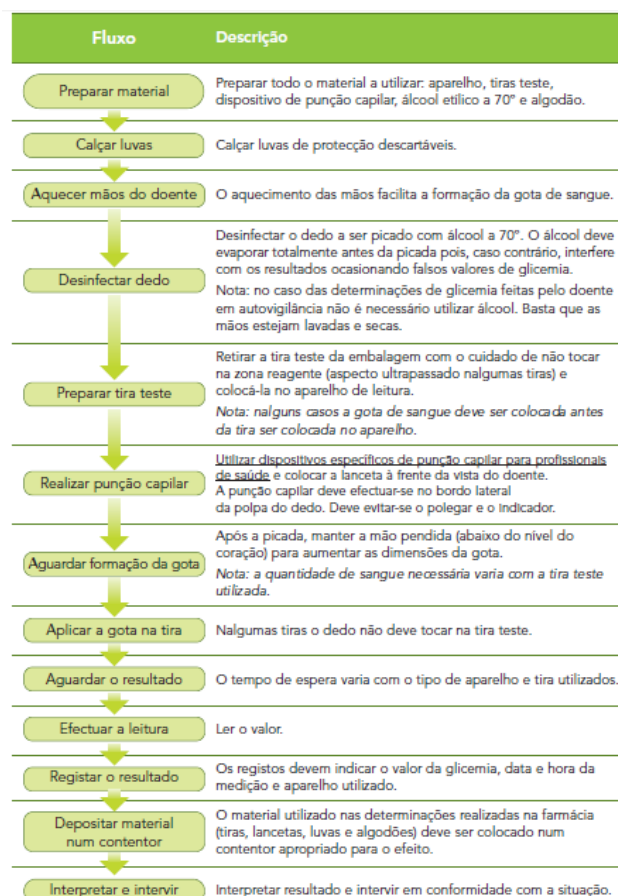 Fluxo Descrição
Preparar material
Preparar todo o material a utilizar: aparelho, tiras teste,
dispositivo de punção capilar, álcool etílico a 70º e algodão.
Calçar luvas
Calçar luvas de protecção descartáveis.
Aquecer mãos do doente
O aquecimento das mãos facilita a formação da gota de sangue.
Desinfectar dedo
Desinfectar o dedo a ser picado com álcool a 70º. O álcool deve
evaporar totalmente antes da picada pois, caso contrário, interfere
com os resultados ocasionando falsos valores de glicemia.
Nota: no caso das determinações de glicemia feitas pelo doente
em autovigilância não é necessário utilizar álcool. Basta que as
mãos estejam lavadas e secas.
Preparar tira teste
Retirar a tira teste da embalagem com o cuidado de não tocar
na zona reagente (aspecto ultrapassado nalgumas tiras) e
colocá-la no aparelho de leitura.
Nota: nalguns casos a gota de sangue deve ser colocada antes
da tira ser colocada no aparelho.
Realizar punção capilar
Utilizar dispositivos específicos de punção capilar para profissionais
de saúde e colocar a lanceta à frente da vista do doente.
A punção capilar deve efectuar-se no bordo lateral
da polpa do dedo. Deve evitar-se o polegar e o indicador.
Aguardar formação da gota
Após a picada, manter a mão pendida (abaixo do nível do
coração) para aumentar as dimensões da gota.
Nota: a quantidade de sangue necessária varia com a tira teste
utilizada.
Aplicar a gota na tira
Nalgumas tiras o dedo não deve tocar na tira teste.
Aguardar o resultado
O tempo de espera varia com o tipo de aparelho e tira utilizados.
Efectuar a leitura
Ler o valor.
Registar o resultado
Os registos devem indicar o valor da glicemia, data e hora da
medição e aparelho utilizado.
Depositar material
num contentor
O material utilizado nas determinações realizadas na farmácia
(tiras, lancetas, luvas e algodões) deve ser colocado num
contentor apropriado para o efeito.
Interpretar e intervir
Interpretar resultado e intervir em conformidade com a situação.